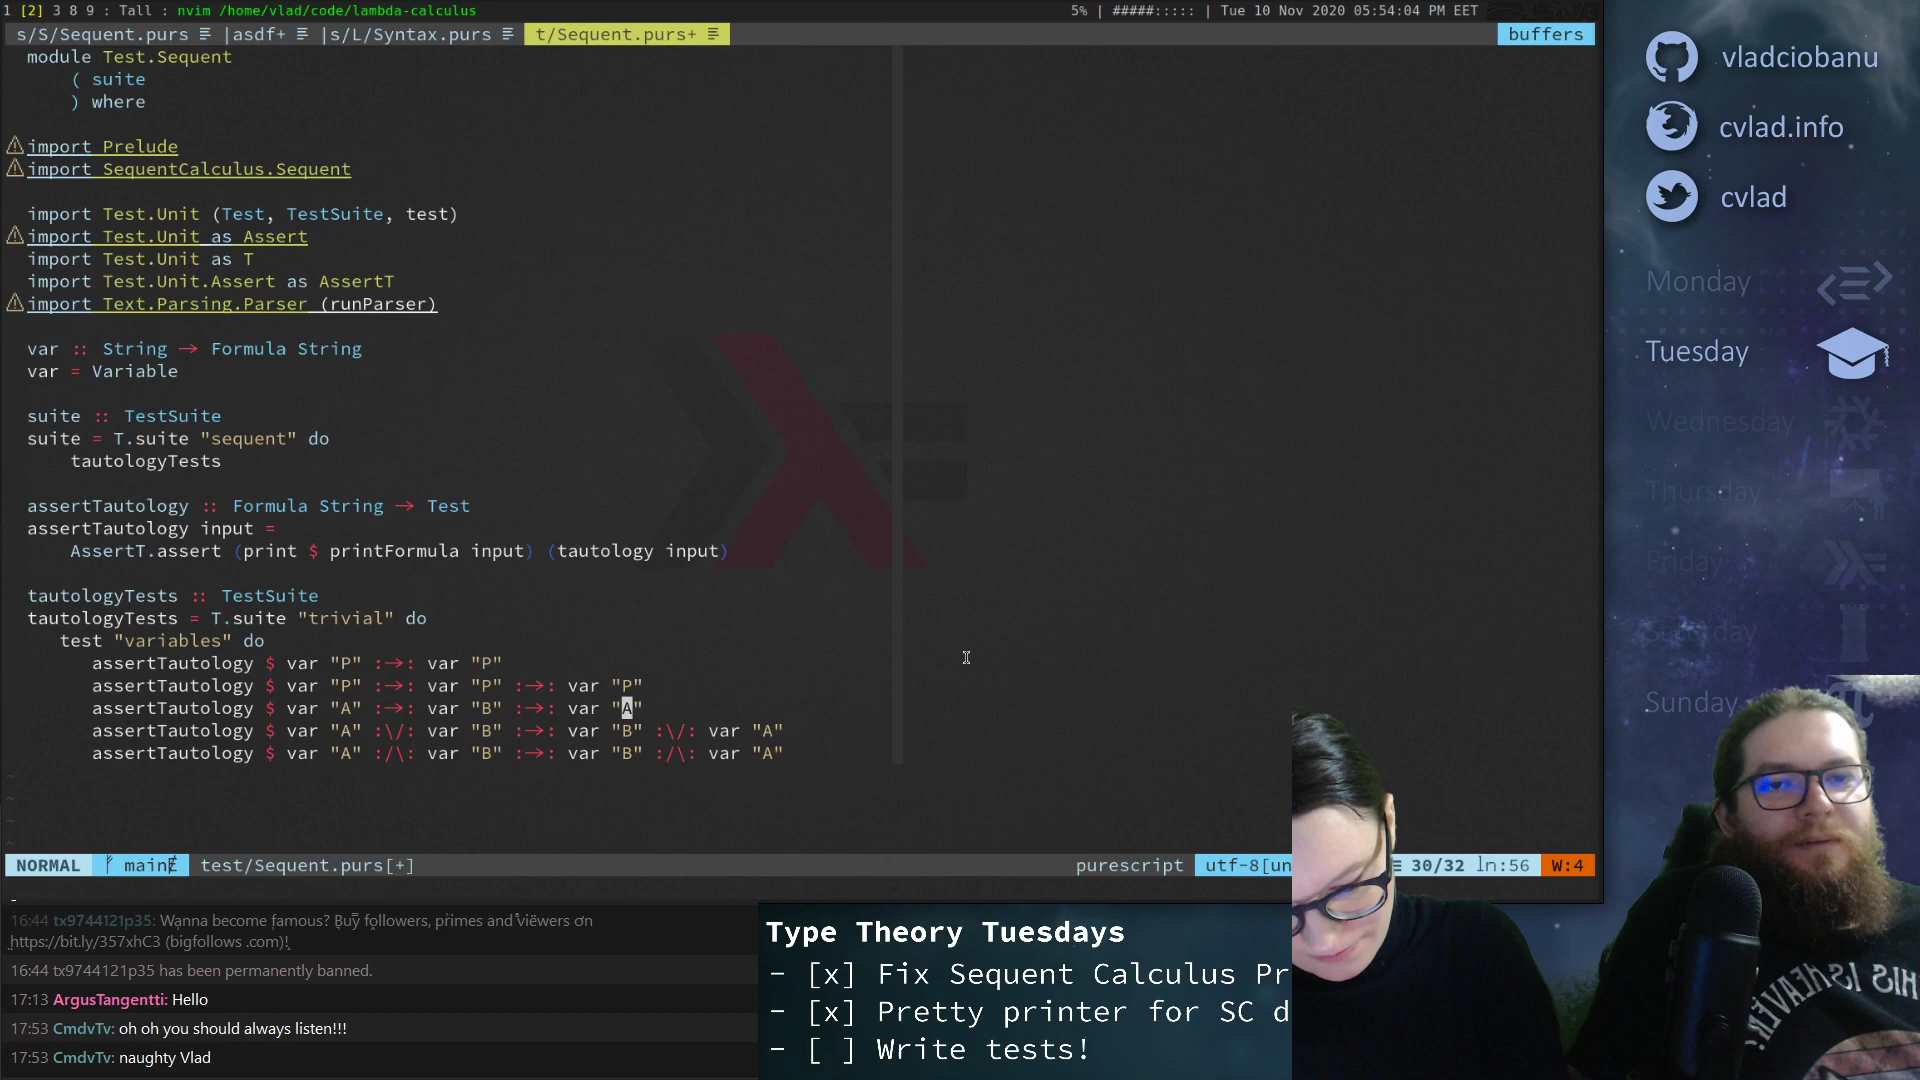 1 [2] 3 8 9 : Tall : nvim /home/vlad/code/lambda-calculus
5% | #####::::: | Tue 10 Nov 2020 05:54:04 PM EET
s/S/Sequent.purs |asdf+ |s/L/Syntax.purs t/Sequent.purs+ buffers
module Test.Sequent
( suite
) where
import Prelude
import SequentCalculus.Sequent
import Test.Unit (Test, TestSuite, test)
import Test.Unit as Assert
import Test.Unit as T
import Test.Unit.Assert as AssertT
import Text.Parsing.Parser (runParser)
var :: String → Formula String
var = Variable
suite :: TestSuite
suite = T.suite "sequent" do
tautologyTests
assertTautology :: Formula String → Test
assertTautology input =
AssertT.assert (print $ printFormula input) (tautology input)
tautologyTests :: TestSuite
tautologyTests = T.suite "trivial" do
test "variables" do
assertTautology $ var "P" :→: var "P"
assertTautology $ var "P" :→: var "P" :→: var "P"
assertTautology $ var "A" :→: var "B" :→: var "A"
assertTautology $ var "A" :\/: var "B" :→: var "B" :\/: var "A"
assertTautology $ var "A" :/\: var "B" :→: var "B" :/\: var "A"
~
~
~
~
NORMAL main test/Sequent.purs[+] purescript utf-8[un 30/32 ln:56 W:4
-
16:44 tx9744121p35: Wanna become famous? Buy followers, primes and viewers on
https://bit.ly/357xhC3 (bigfollows .com)!
16:44 tx9744121p35 has been permanently banned.
17:13 ArgusTangentti: Hello
17:53 CmdvTv: oh oh you should always listen!!!
17:53 CmdvTv: naughty Vlad
Type Theory Tuesdays
- [x] Fix Sequent Calculus Pr
- [x] Pretty printer for SC d
- [ ] Write tests!
vladciobanu
cvlad.info
cvlad
Monday
Tuesday
Wednesday
Thursday
Friday
Saturday
Sunday
THIS IS HEAVEN